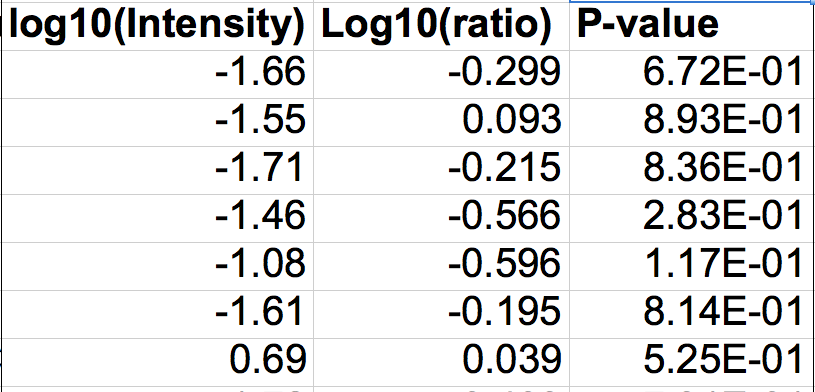 log10(Intensity) Log10(ratio) P-value
-1.66 -0.299 6.72E-01
-1.55 0.093 8.93E-01
-1.71 -0.215 8.36E-01
-1.46 -0.566 2.83E-01
-1.08 -0.596 1.17E-01
-1.61 -0.195 8.14E-01
0.69 0.039 5.25E-01